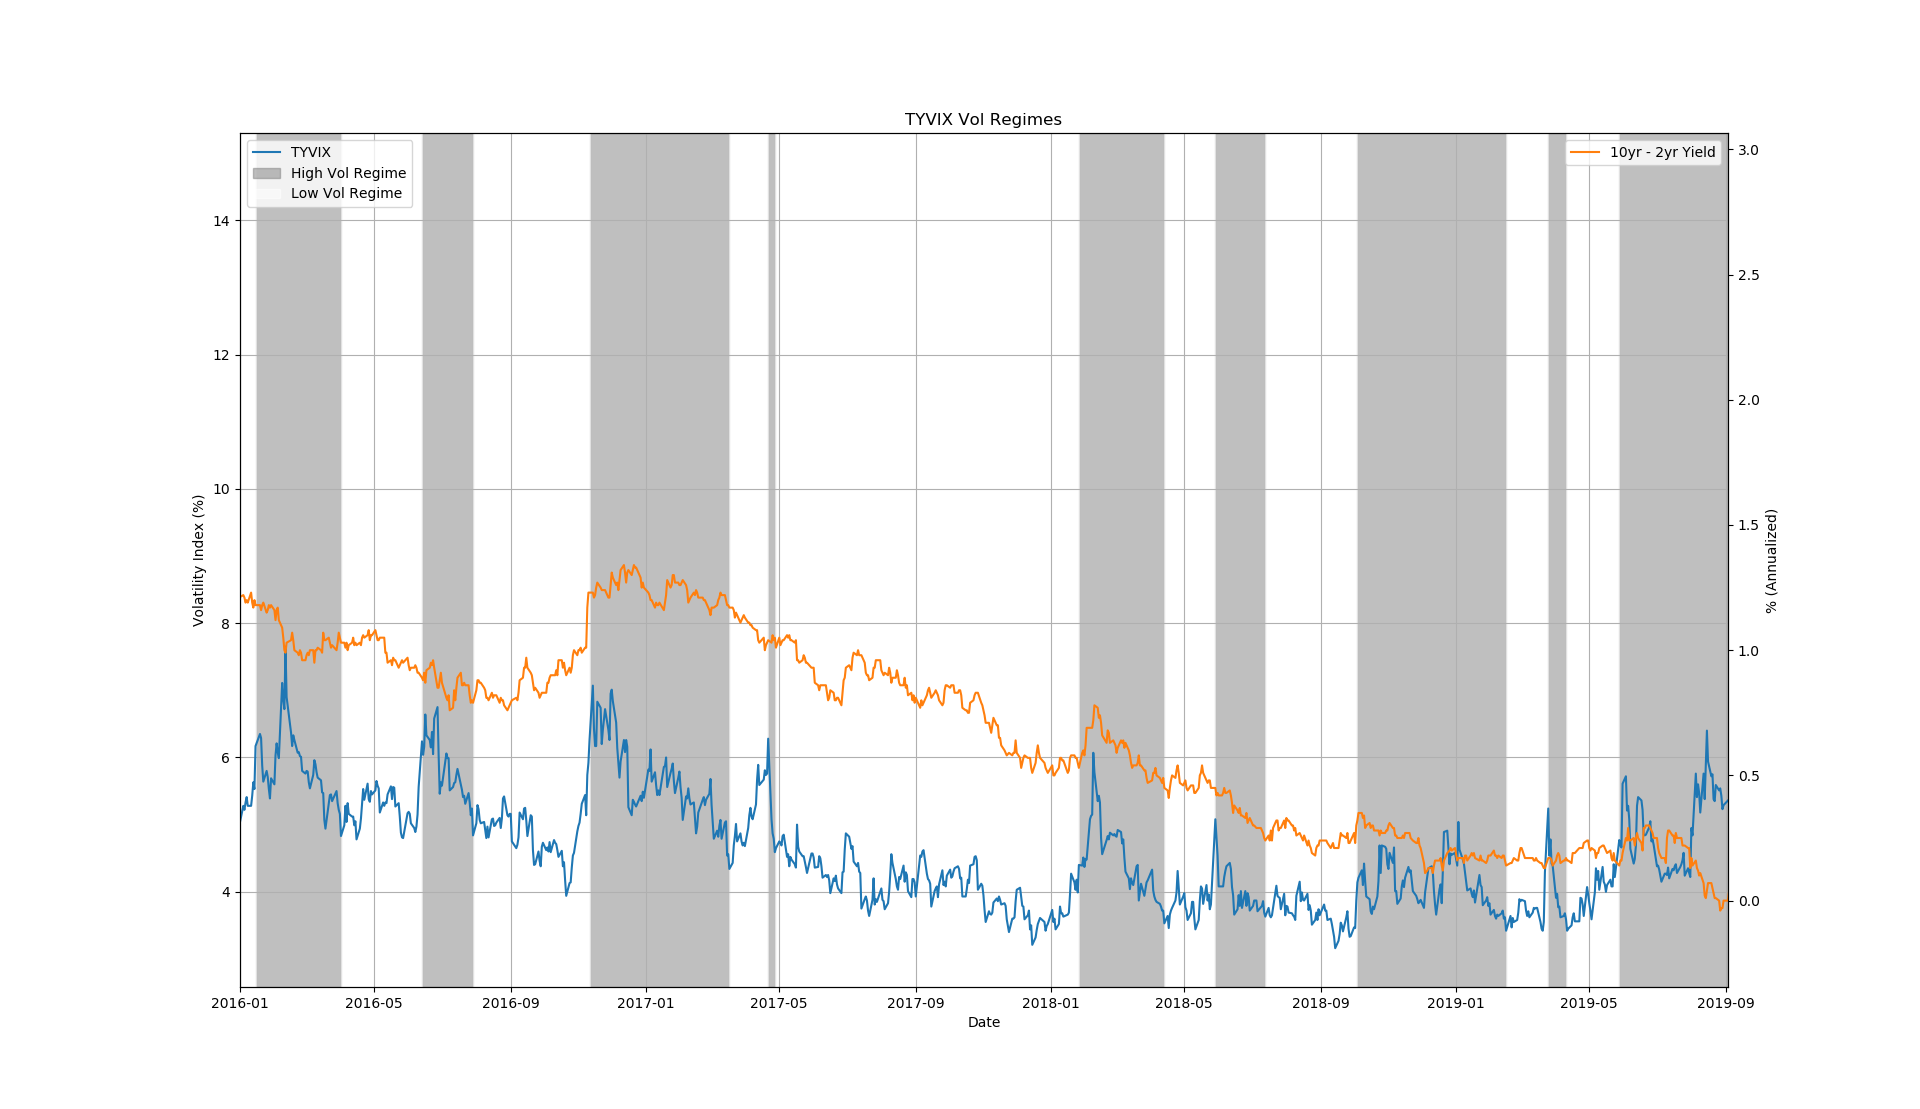 TYVIX Vol Regimes
TYVIX
High Vol Regime
Low Vol Regime
10yr - 2yr Yield
14
12
10
8
6
4
Volatility Index (%)
3.0
2.5
2.0
1.5
1.0
0.5
0.0
% (Annualized)
2016-01 2016-05 2016-09 2017-01 2017-05 2017-09 2018-01 2018-05 2018-09 2019-01 2019-05 2019-09
Date